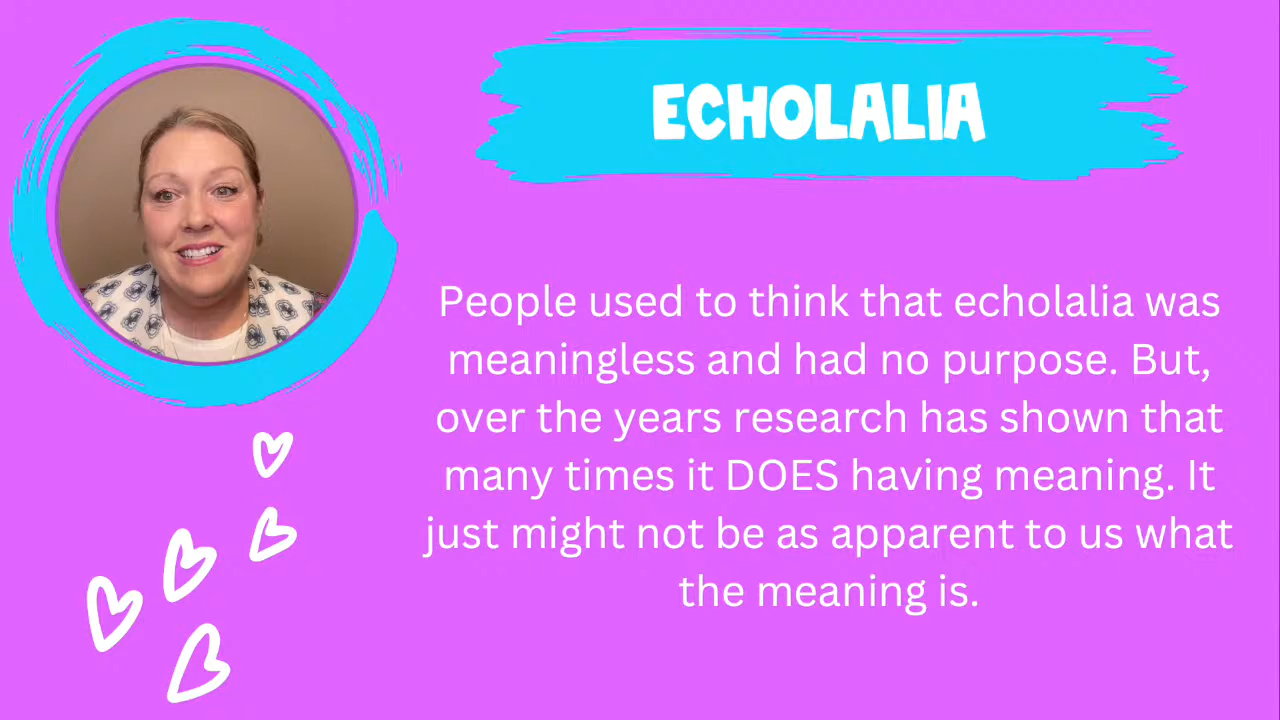 ECHOLALIA
People used to think that echolalia was
meaningless and had no purpose. But,
over the years research has shown that
many times it DOES having meaning. It
just might not be as apparent to us what
the meaning is.